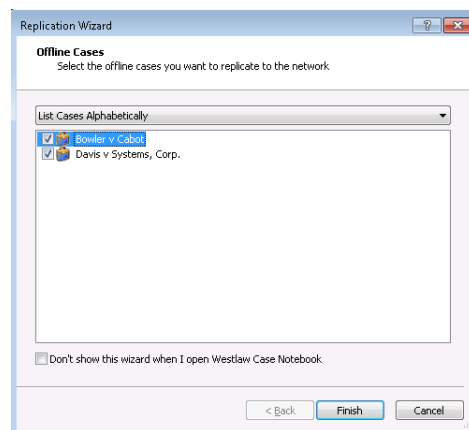 Replication Wizard
Offline Cases
Select the offline cases you want to replicate to the network
List Cases Alphabetically
Bowler v Cabot
Davis v Systems, Corp.
Don't show this wizard when I open Westlaw Case Notebook
< Back Finish Cancel